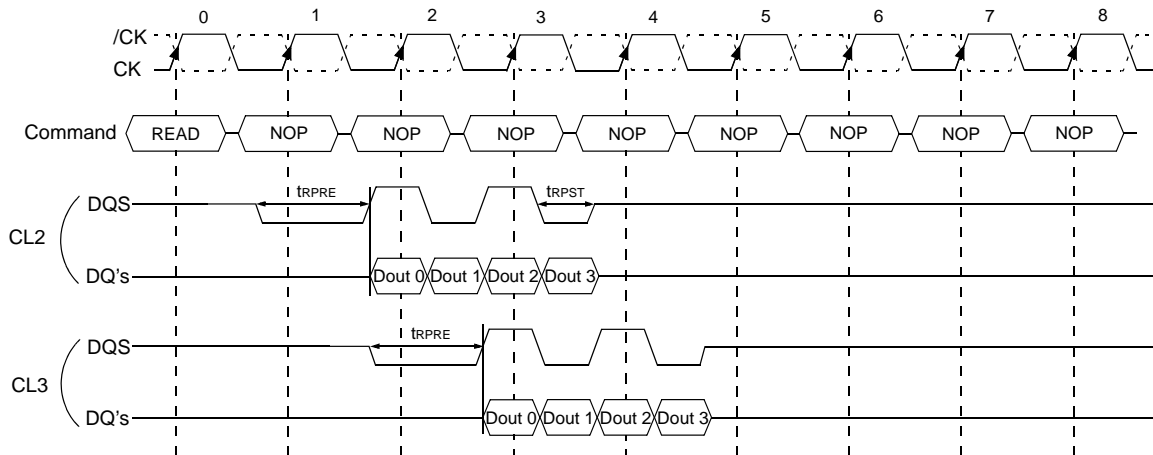 0 1 2 3 4 5 6 7 8
/CK
CK
Command READ NOP NOP NOP NOP NOP NOP NOP NOP
CL2
DQS tRPRE tRPST
DQ's Dout 0 Dout 1 Dout 2 Dout 3
CL3
DQS tRPRE
DQ's Dout 0 Dout 1 Dout 2 Dout 3